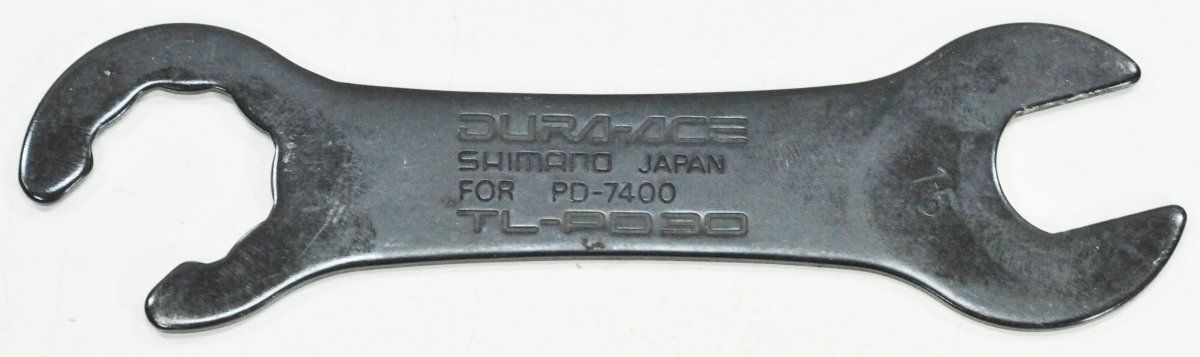 DURA-ACE
SHIMANO JAPAN
FOR PD-7400
TL-PD30
15